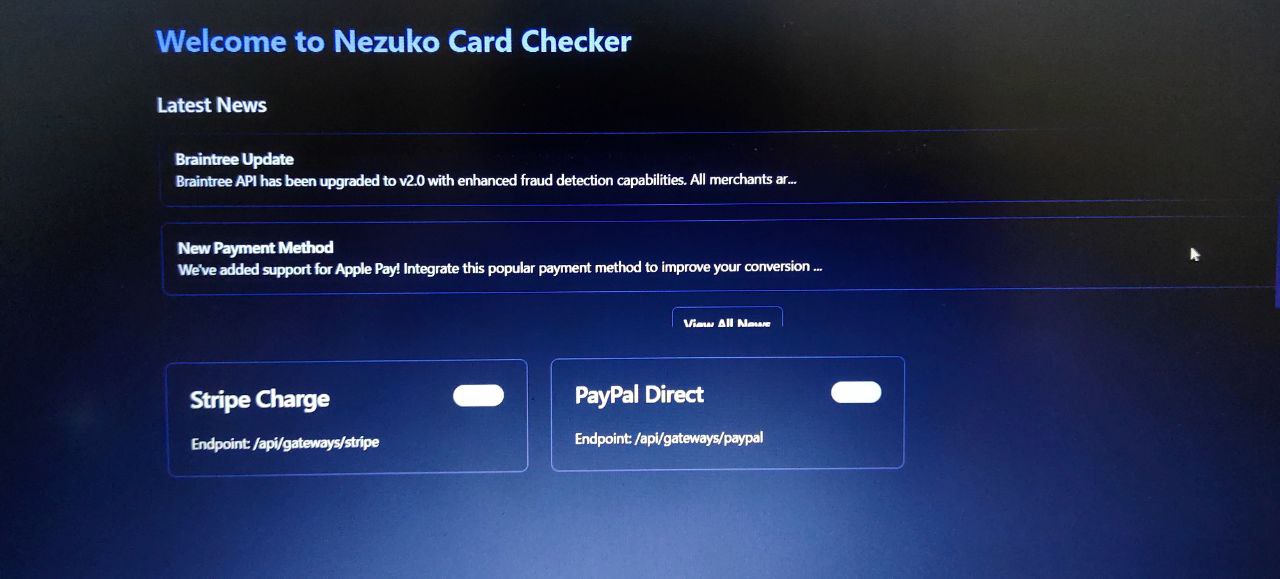 Welcome to Nezuko Card Checker
Latest News
Braintree Update
Braintree API has been upgraded to v2.0 with enhanced fraud detection capabilities. All merchants ar...
New Payment Method
We've added support for Apple Pay! Integrate this popular payment method to improve your conversion ...
View All News
Stripe Charge
Endpoint: /api/gateways/stripe
PayPal Direct
Endpoint: /api/gateways/paypal